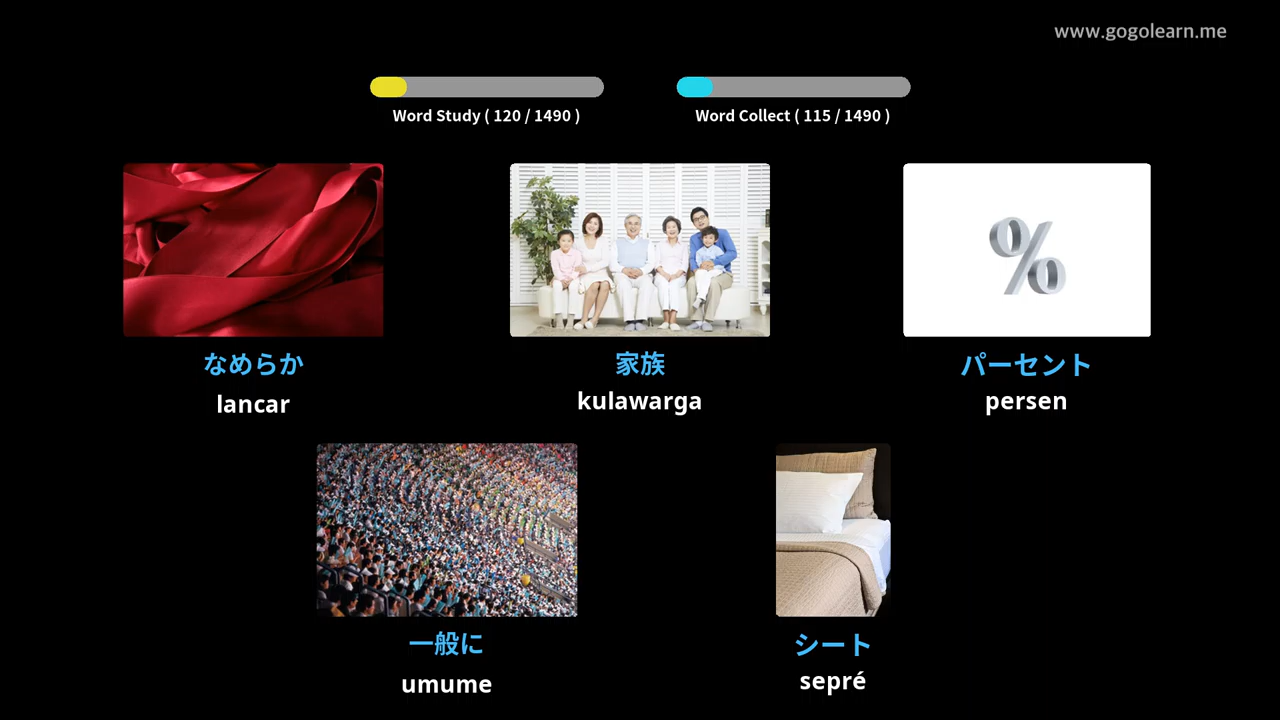 www.gogolearn.me
Word Study ( 120 / 1490 )
Word Collect ( 115 / 1490 )
なめらか
lancar
家族
kulawarga
パーセント
persen
一般に
umume
シート
sepré